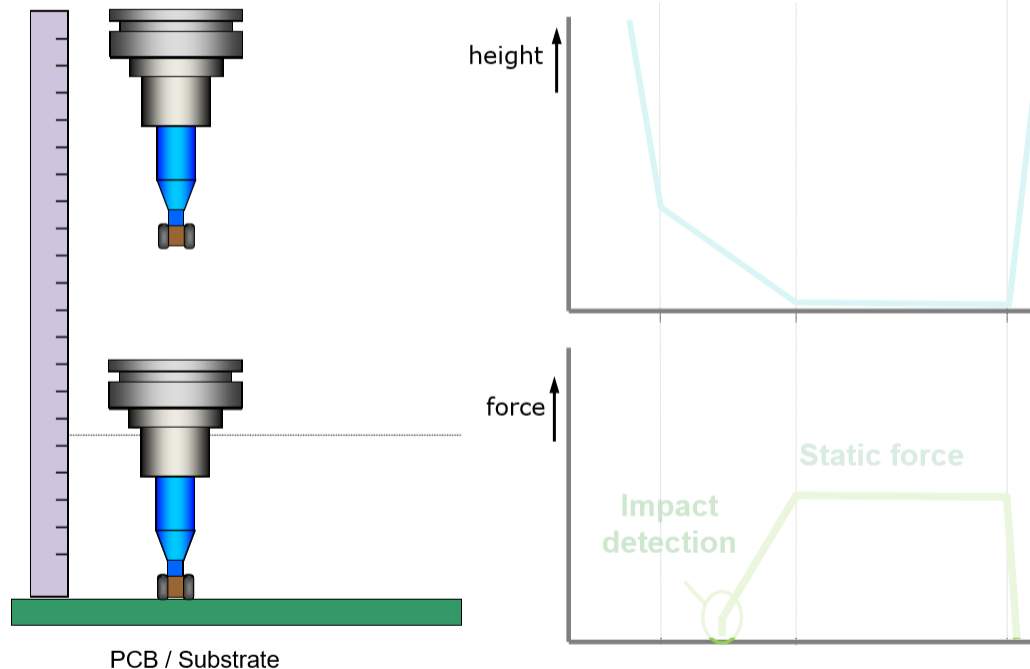 height
force
Static force
Impact
detection
PCB / Substrate